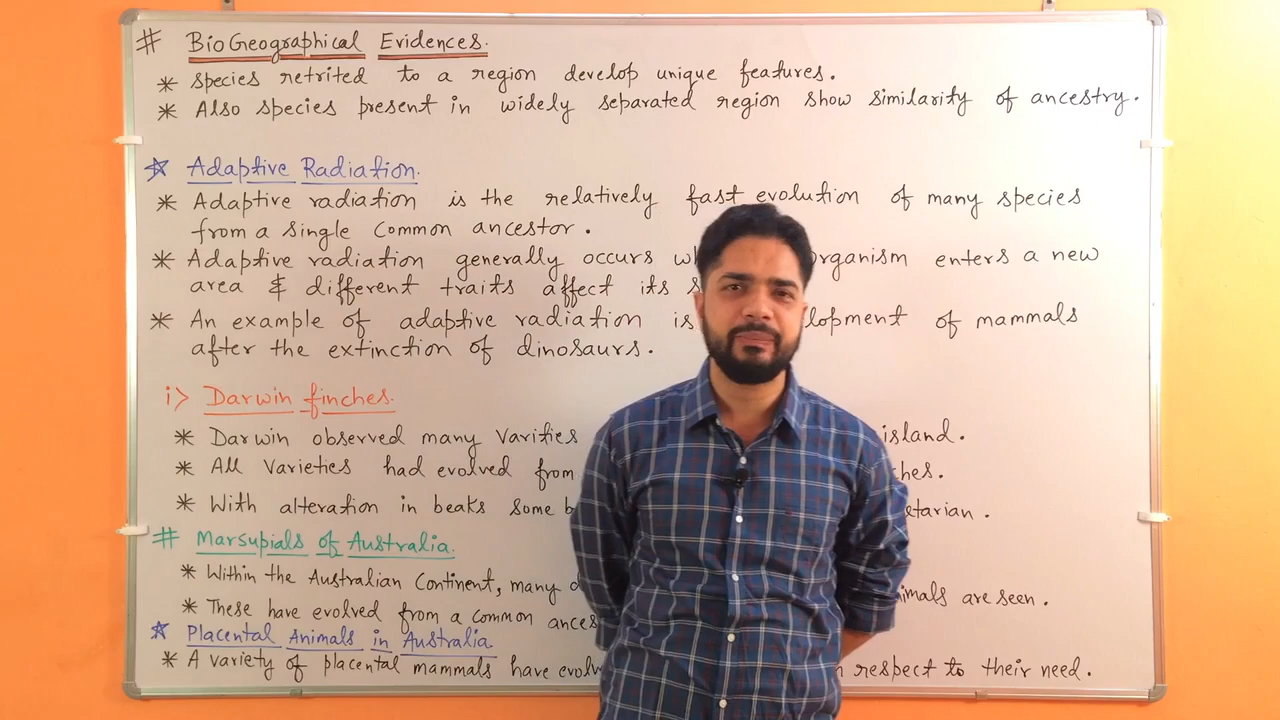 # BioGeographical Evidences.
* species retrited to a region develop unique features.
* Also species present in widely separated region show similarity of ancestry.
☆ Adaptive Radiation.
* Adaptive radiation is the relatively fast evolution of many species
from a single common ancestor.
* Adaptive radiation generally occurs organism enters a new
area & different traits affect its
* An example of adaptive radiation is of mammals
after the extinction of dinosaurs.
i> Darwin finches.
* Darwin observed many Varities island.
* All Varieties had evolved from
* With alteration in beaks some
# Marsupials of Australia.
* Within the Australian Continent, many are seen.
* These have evolved from a common
☆ Placental Animals in Australia
* A variety of placental mammals have respect to their need.